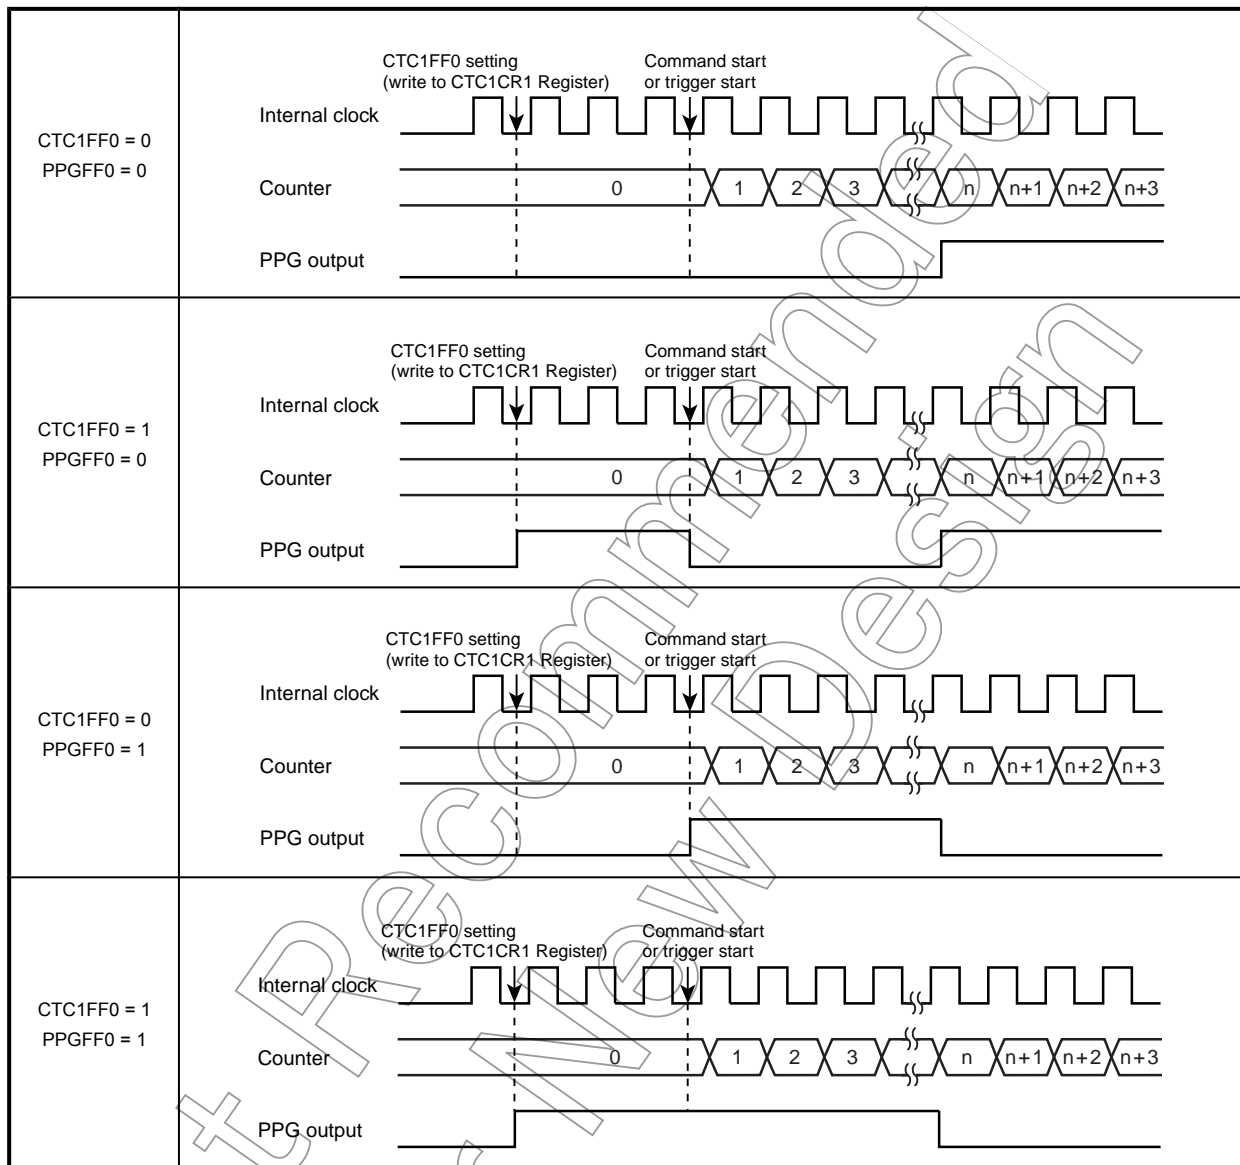 CTC1FF0 = 0
PPGFF0 = 0
CTC1FF0 setting
(write to CTC1CR1 Register)
Command start
or trigger start
Internal clock
Counter
0 1 2 3 n n+1 n+2 n+3
PPG output
CTC1FF0 = 1
PPGFF0 = 0
CTC1FF0 setting
(write to CTC1CR1 Register)
Command start
or trigger start
Internal clock
Counter
0 1 2 3 n n+1 n+2 n+3
PPG output
CTC1FF0 = 0
PPGFF0 = 1
CTC1FF0 setting
(write to CTC1CR1 Register)
Command start
or trigger start
Internal clock
Counter
0 1 2 3 n n+1 n+2 n+3
PPG output
CTC1FF0 = 1
PPGFF0 = 1
CTC1FF0 setting
(write to CTC1CR1 Register)
Command start
or trigger start
Internal clock
Counter
0 1 2 3 n n+1 n+2 n+3
PPG output
t Recommended
r New Design